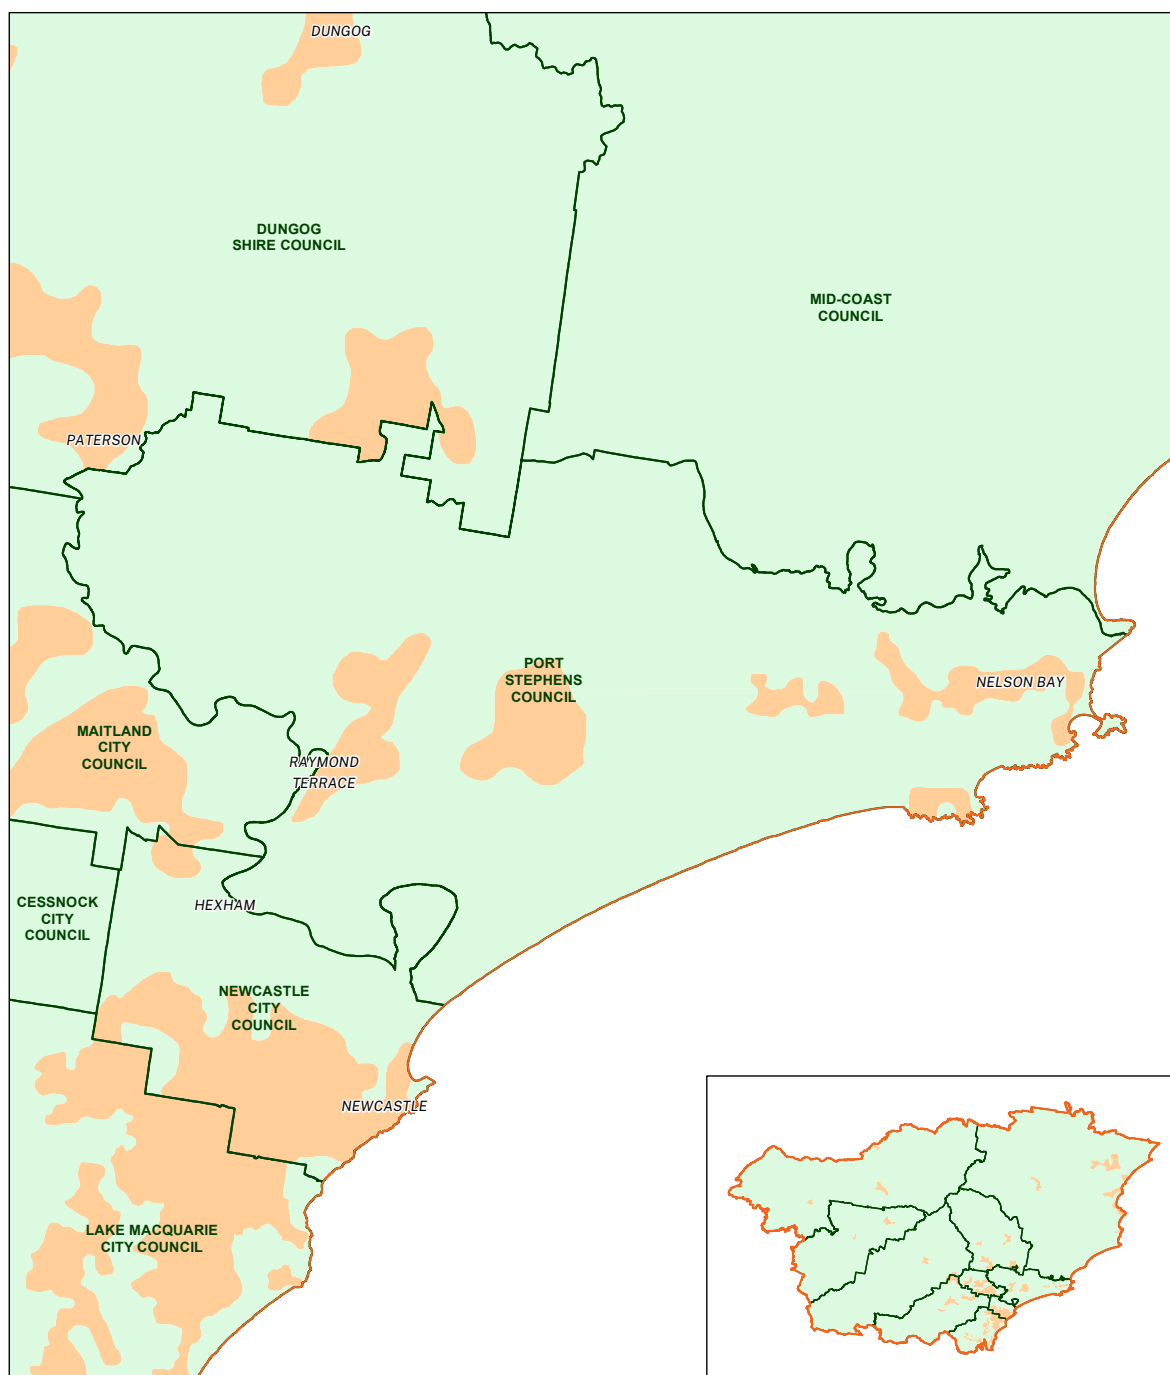 DUNGOG
DUNGOG
SHIRE COUNCIL
MID-COAST
COUNCIL
PATERSON
PORT
STEPHENS
COUNCIL
NELSON BAY
MAITLAND
CITY
COUNCIL
RAYMOND
TERRACE
CESSNOCK
CITY
COUNCIL
HEXHAM
NEWCASTLE
CITY
COUNCIL
NEWCASTLE
LAKE MACQUARIE
CITY COUNCIL